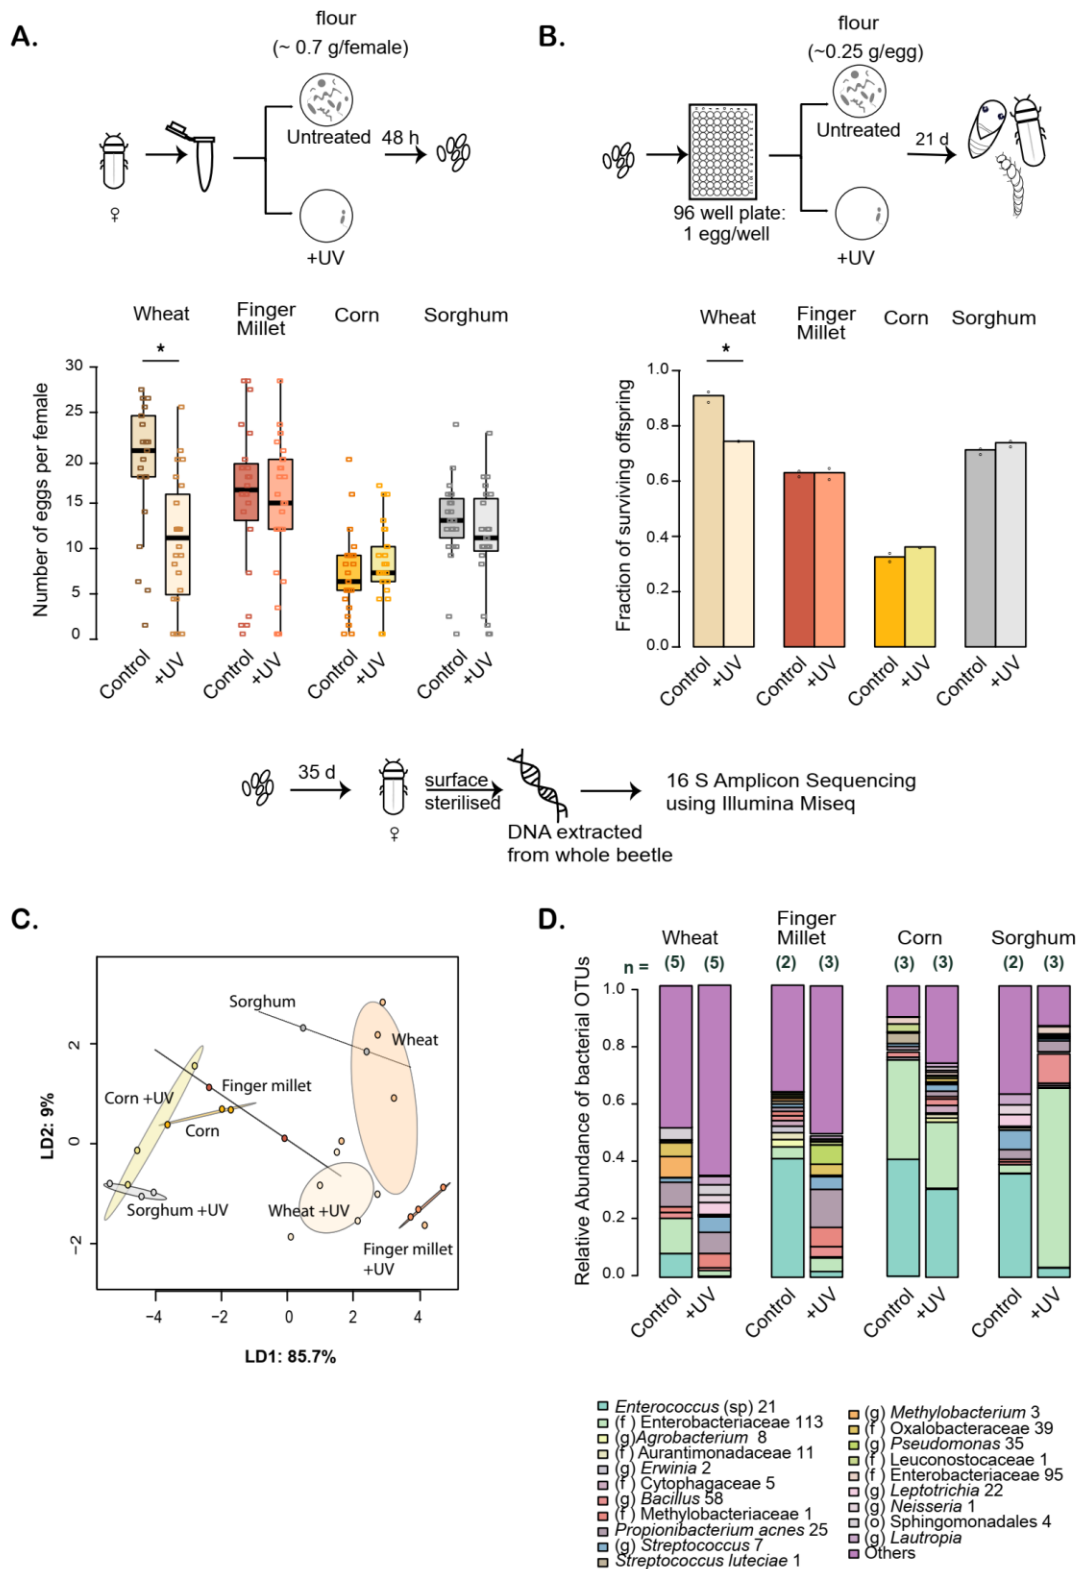 A.
flour
(~ 0.7 g/female)
Untreated
48 h
♀
+UV
B.
flour
(~0.25 g/egg)
Untreated
21 d
96 well plate:
1 egg/well
+UV
Wheat
Finger
Millet
Corn
Sorghum
*
Number of eggs per female
30
25
20
15
10
5
0
Control
+UV
Control
+UV
Control
+UV
Control
+UV
Wheat
Finger
Millet
Corn
Sorghum
*
Fraction of surviving offspring
1.0
0.8
0.6
0.4
0.2
0.0
Control
+UV
Control
+UV
Control
+UV
Control
+UV
35 d
♀
surface
sterilised
DNA extracted
from whole beetle
16 S Amplicon Sequencing
using Illumina Miseq
C.
Sorghum
Wheat
Finger millet
Corn +UV
Corn
Sorghum +UV
Wheat +UV
Finger millet
+UV
LD2: 9%
2
0
−2
−4
−2
0
2
4
LD1: 85.7%
D.
Wheat
Finger
Millet
Corn
Sorghum
n = (5) (5) (2) (3) (3) (3) (2) (3)
Relative Abundance of bacterial OTUs
1.0
0.8
0.6
0.4
0.2
0.0
Control
+UV
Control
+UV
Control
+UV
Control
+UV
Enterococcus (sp) 21
(f ) Enterobacteriaceae 113
(g)Agrobacterium 8
(f ) Aurantimonadaceae 11
(g) Erwinia 2
(f ) Cytophagaceae 5
(g) Bacillus 58
(f ) Methylobacteriaceae 1
Propionibacterium acnes 25
(g) Streptococcus 7
Streptococcus luteciae 1
(g) Methylobacterium 3
(f ) Oxalobacteraceae 39
(g) Pseudomonas 35
(f ) Leuconostocaceae 1
(f ) Enterobacteriaceae 95
(g) Leptotrichia 22
(g) Neisseria 1
(o) Sphingomonadales 4
(g) Lautropia
Others